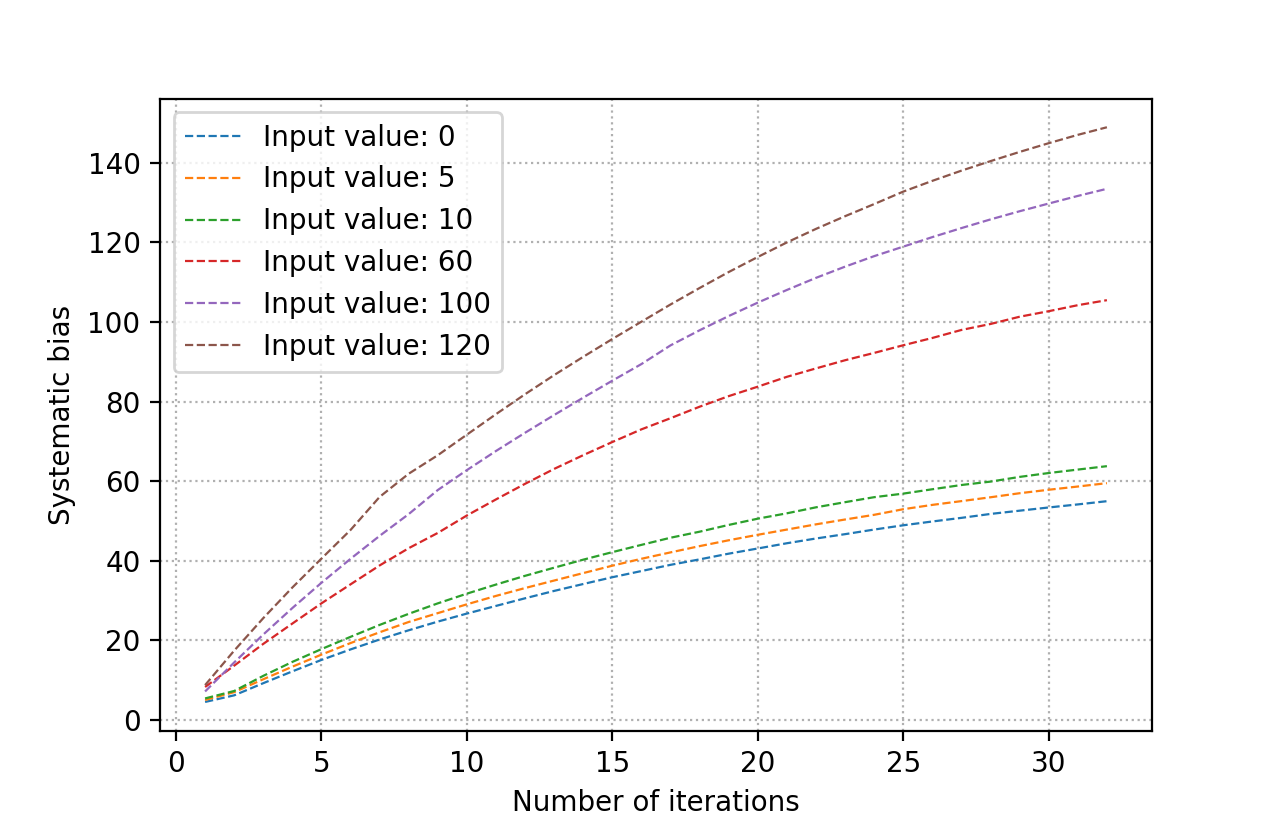 Input value: 0
Input value: 5
Input value: 10
Input value: 60
Input value: 100
Input value: 120
Systematic bias
140
120
100
80
60
40
20
0
0 5 10 15 20 25 30
Number of iterations